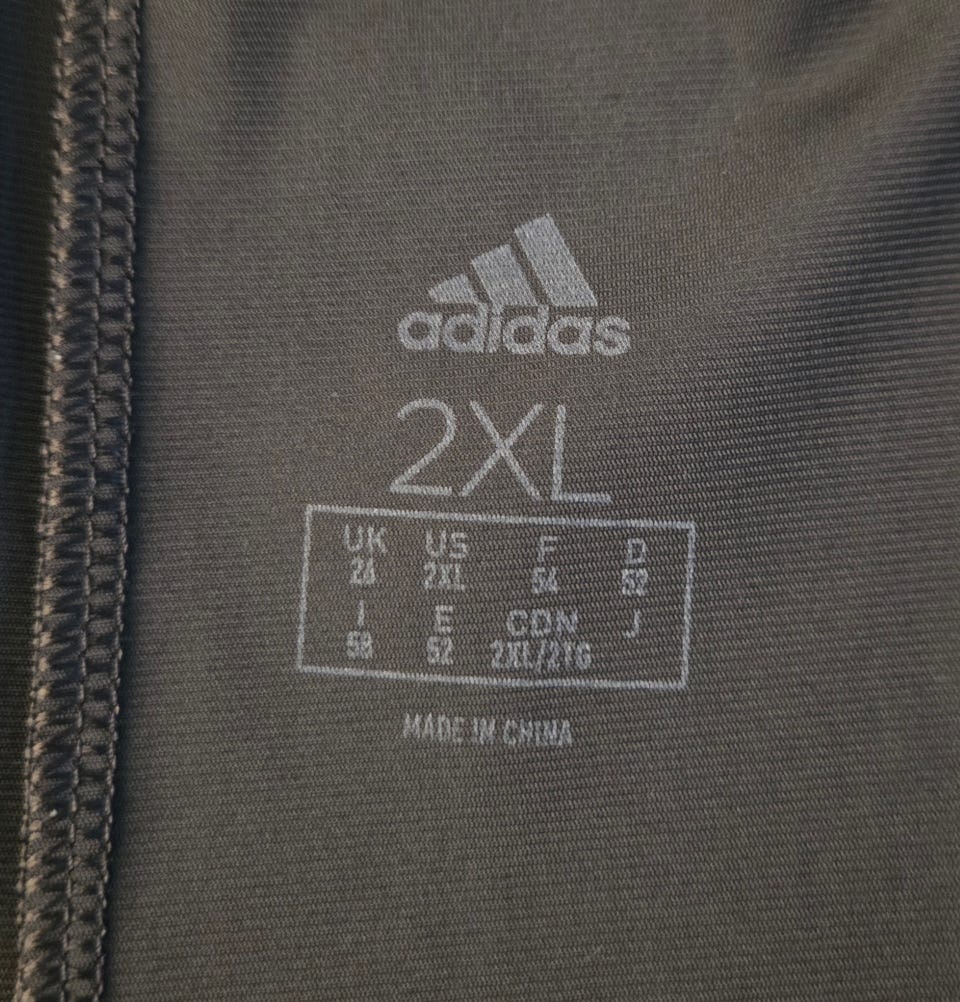 adidas
2XL
UK US F D
24 2XL 54 52
I E CDN J
58 52 2XL/2TG
MADE IN CHINA